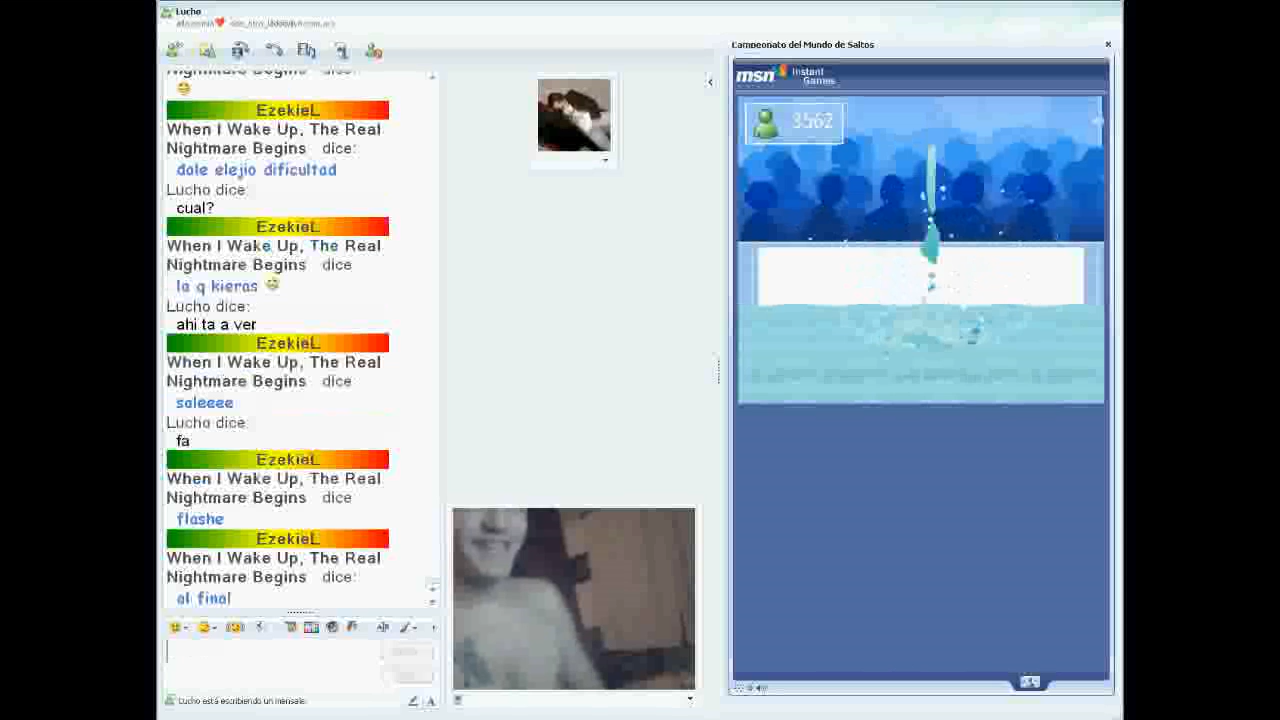 Lucho
Nightmare Begins dice:
EzekieL
When I Wake Up, The Real
Nightmare Begins dice:
dale elejio dificultad
Lucho dice:
cual?
EzekieL
When I Wake Up, The Real
Nightmare Begins dice
la q kieras
Lucho dice:
ahi ta a ver
EzekieL
When I Wake Up, The Real
Nightmare Begins dice
saleeee
Lucho dice:
fa
EzekieL
When I Wake Up, The Real
Nightmare Begins dice
flashe
EzekieL
When I Wake Up, The Real
Nightmare Begins dice:
al final
Lucho está escribiendo un mensaje.
Campeonato del Mundo de Saltos
msn Instant
Games
3562